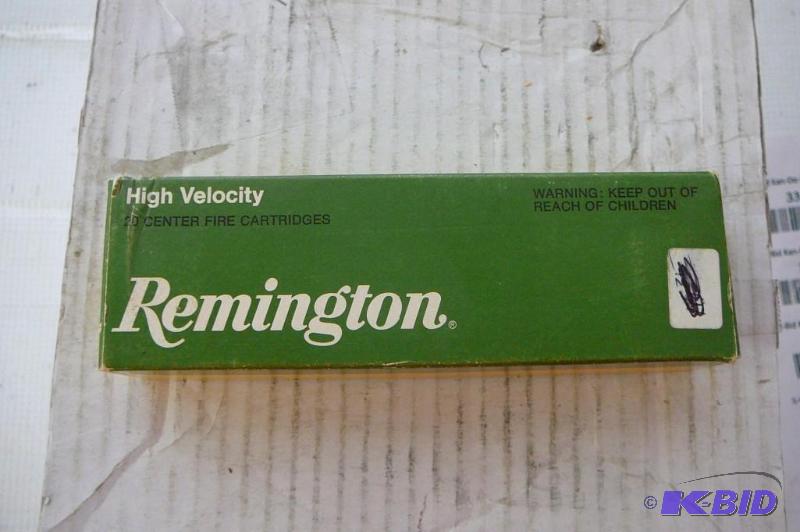 High Velocity
20 CENTER FIRE CARTRIDGES
WARNING: KEEP OUT OF
REACH OF CHILDREN
Remington®
© K-BID